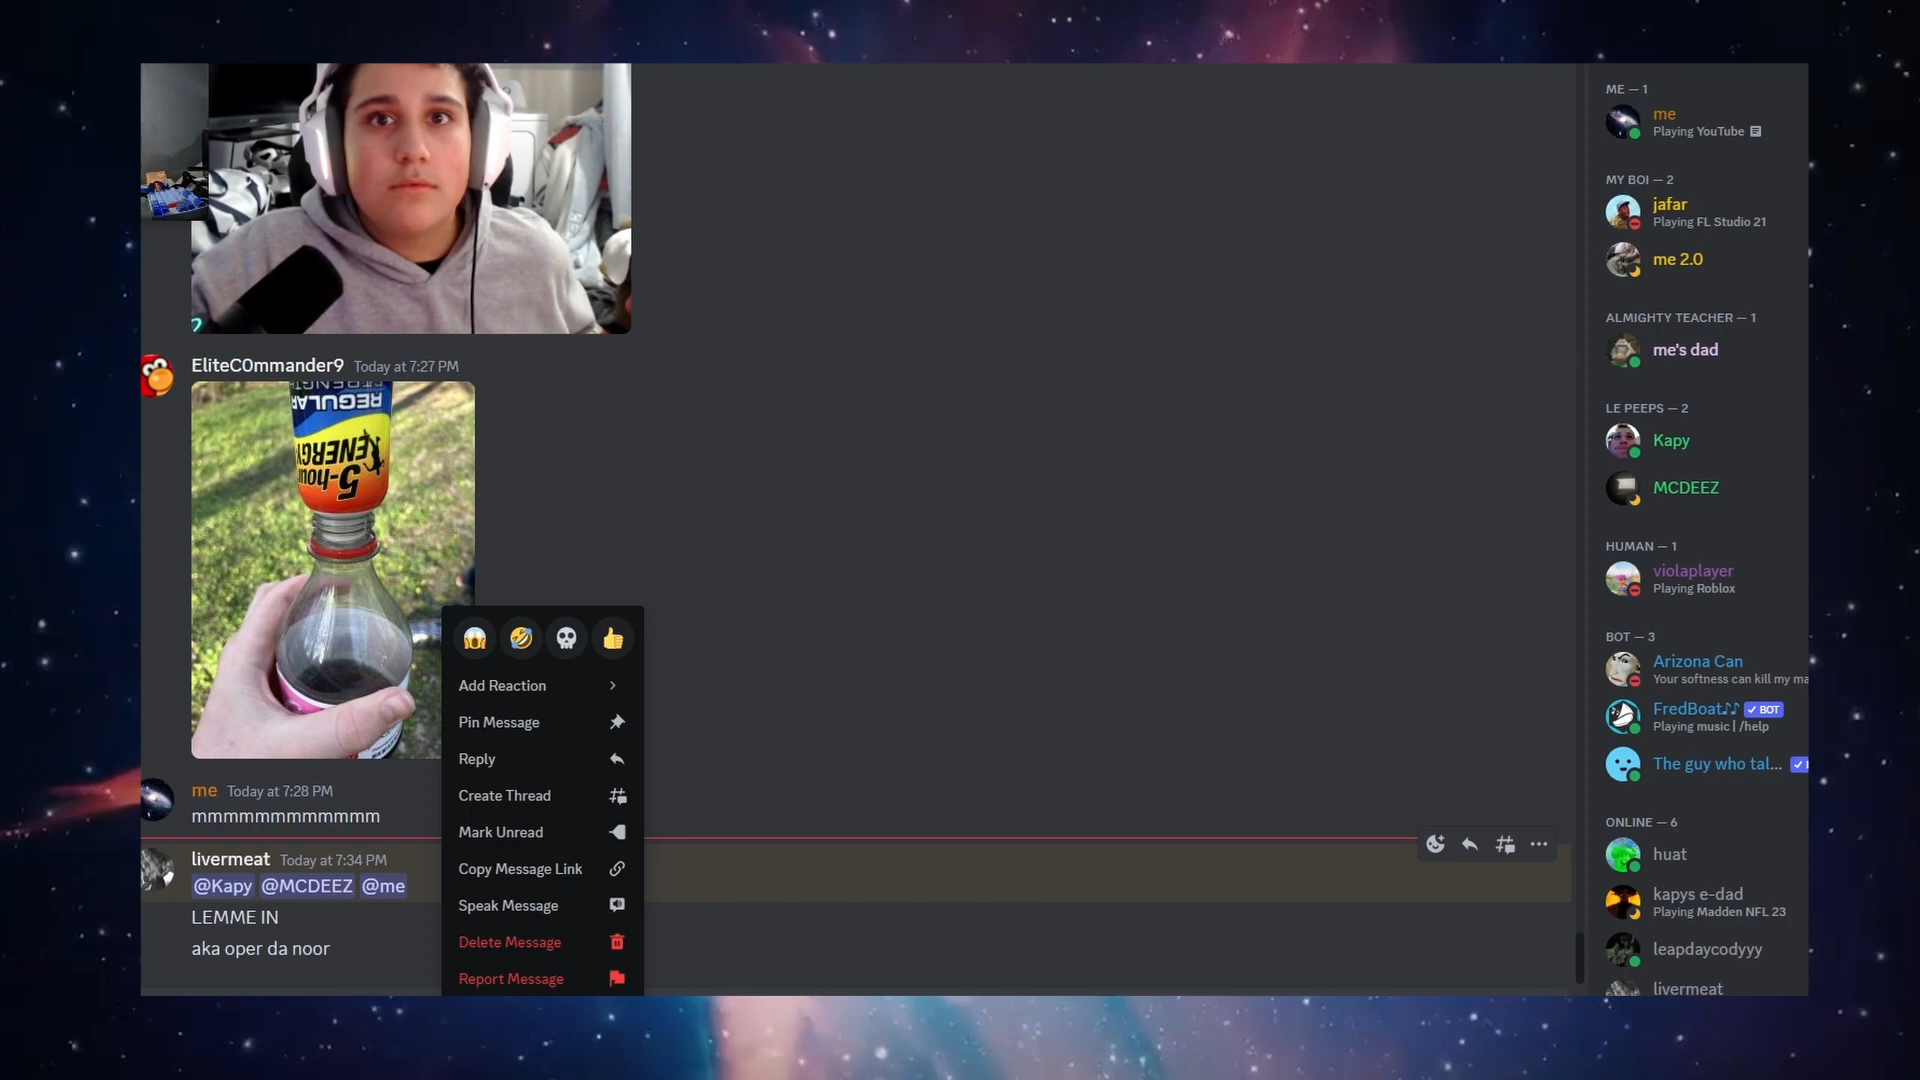 EliteC0mmander9 Today at 7:27 PM
STRENGTH
REGULAR
ENERGY
5-hour
me Today at 7:28 PM
mmmmmmmmmmmm
livermeat Today at 7:34 PM
@Kapy @MCDEEZ @me
LEMME IN
aka oper da noor
Add Reaction
Pin Message
Reply
Create Thread
Mark Unread
Copy Message Link
Speak Message
Delete Message
Report Message
ME — 1
me
Playing YouTube
MY BOI — 2
jafar
Playing FL Studio 21
me 2.0
ALMIGHTY TEACHER — 1
me's dad
LE PEEPS — 2
Kapy
MCDEEZ
HUMAN — 1
violaplayer
Playing Roblox
BOT — 3
Arizona Can
Your softness can kill my ma
FredBoat♪♪ BOT
Playing music | /help
The guy who tal...
ONLINE — 6
huat
kapys e-dad
Playing Madden NFL 23
leapdaycodyyy
livermeat